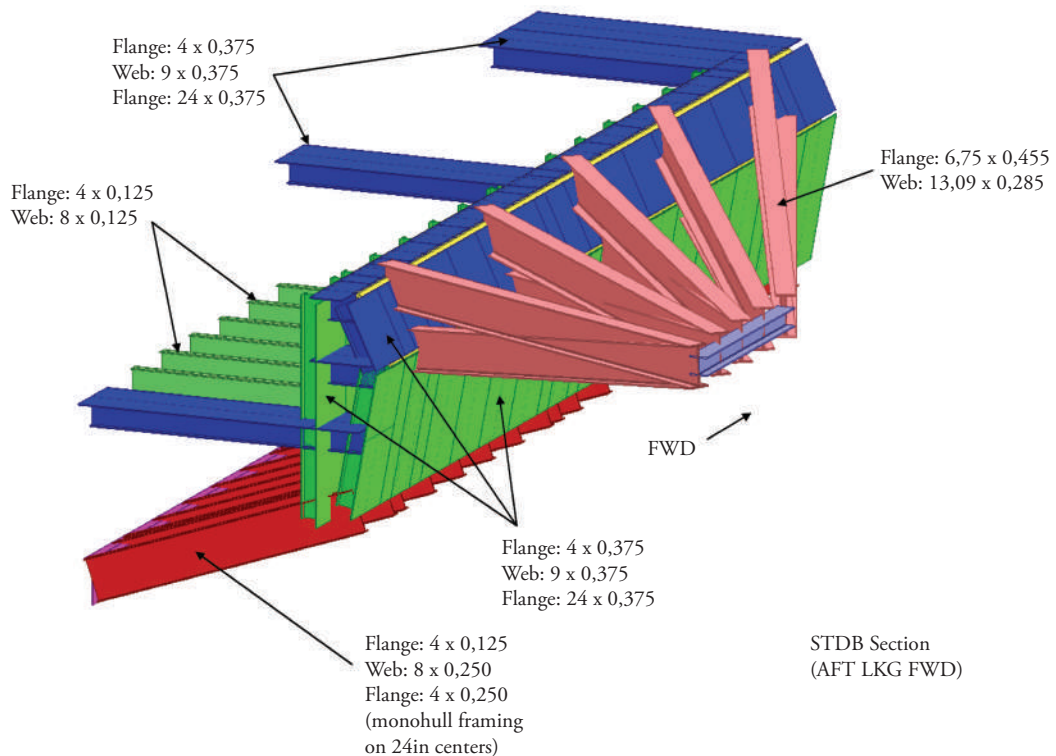 Flange: 4 x 0,375
Web: 9 x 0,375
Flange: 24 x 0,375
Flange: 6,75 x 0,455
Web: 13,09 x 0,285
Flange: 4 x 0,125
Web: 8 x 0,125
FWD
Flange: 4 x 0,375
Web: 9 x 0,375
Flange: 24 x 0,375
Flange: 4 x 0,125
Web: 8 x 0,250
Flange: 4 x 0,250
(monohull framing
on 24in centers)
STDB Section
(AFT LKG FWD)